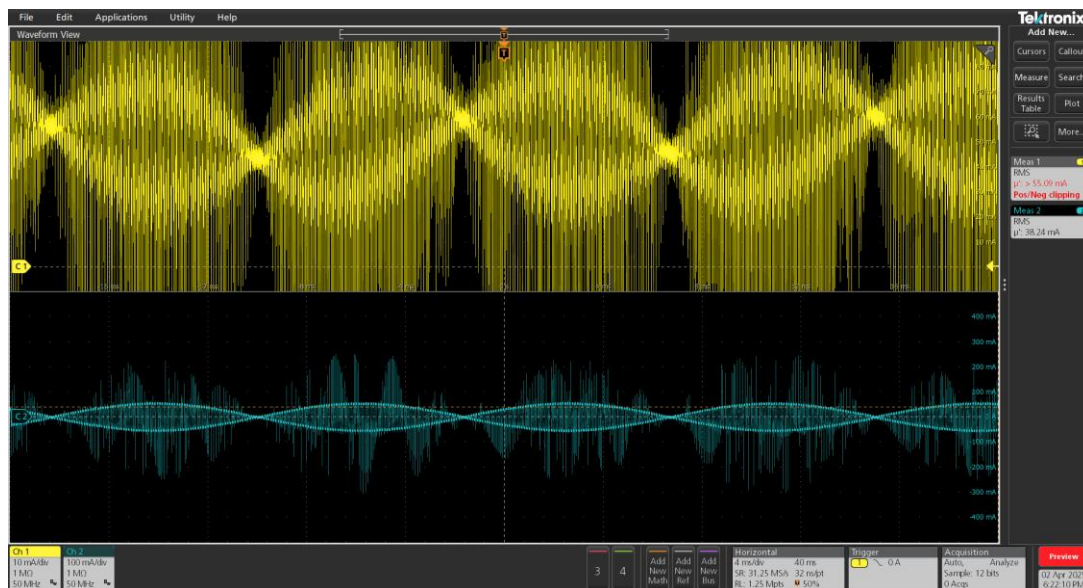 File Edit Applications Utility Help
Tektronix
Waveform View
Add New...
Cursors Callou
Measure Search
Results Table Plot
More...
Meas 1
RMS
µ': > 55.09 mA
Pos/Neg clipping
Meas 2
RMS
µ': 38.24 mA
10 mA
C1
400 mA
300 mA
200 mA
C2
-100 mA
-200 mA
-300 mA
-400 mA
Ch 1
10 mA/div
1 MΩ
50 MHz
Ch 2
100 mA/div
1 MΩ
50 MHz
3 4
Add New Math
Add New Ref
Add New Bus
Horizontal
4 ms/div 40 ms
SR: 31.25 MS/s 32 ns/pt
RL: 1.25 Mpts 50%
Trigger
1 0 A
Acquisition
Auto, Analyze
Sample: 12 bits
0 Acqs
Preview
02 Apr 202
6:22:10 PM